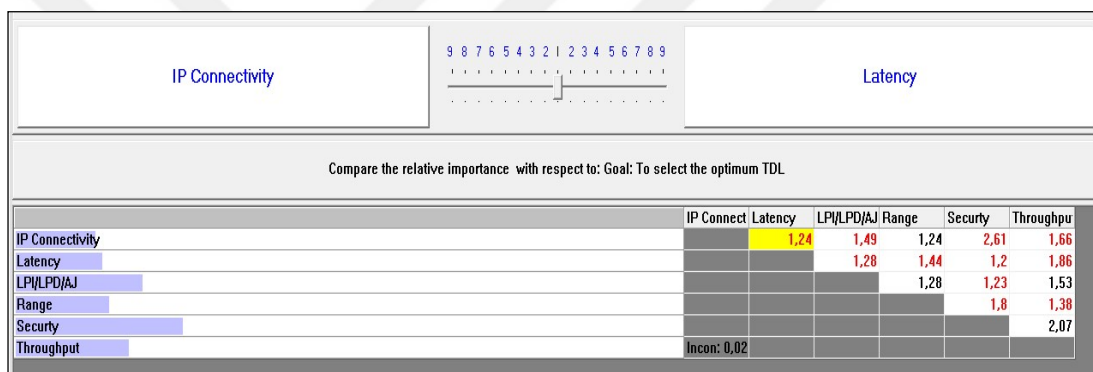 9 8 7 6 5 4 3 2 1 2 3 4 5 6 7 8 9
IP Connectivity Latency
Compare the relative importance with respect to: Goal: To select the optimum TDL
IP Connect Latency LPI/LPD/AJ Range Securty Throughpu
IP Connectivity 1,24 1,49 1,24 2,61 1,66
Latency 1,28 1,44 1,2 1,86
LPI/LPD/AJ 1,28 1,23 1,53
Range 1,8 1,38
Securty 2,07
Throughput Incon: 0,02